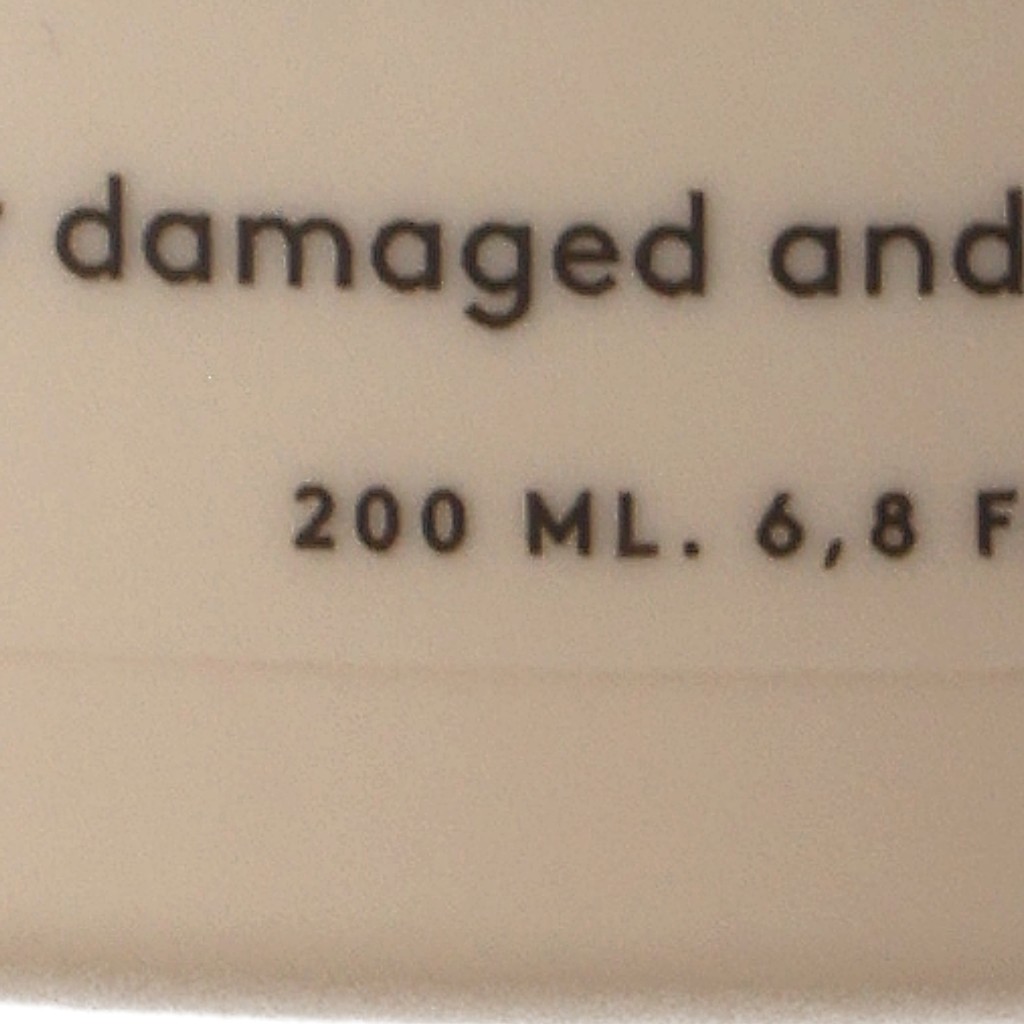 damaged and
200 ML. 6,8 F